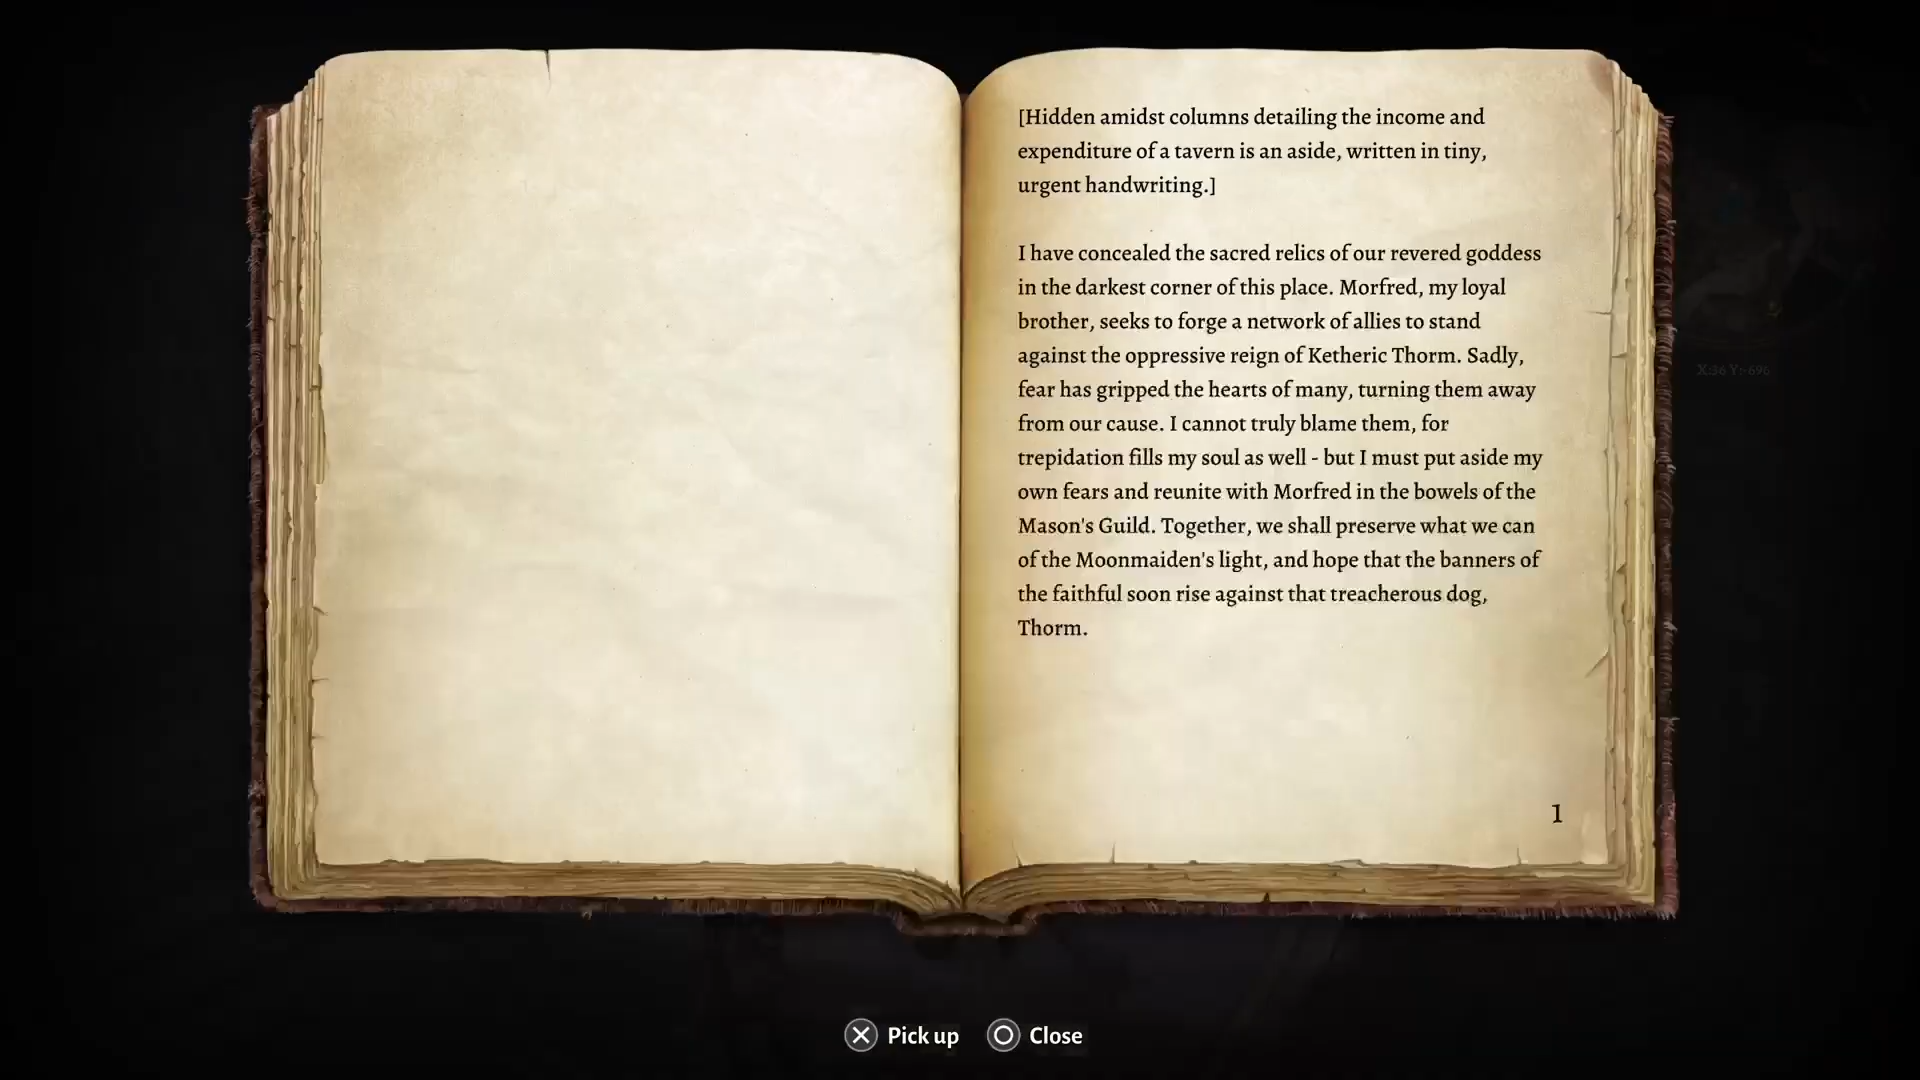 [Hidden amidst columns detailing the income and
expenditure of a tavern is an aside, written in tiny,
urgent handwriting.]
I have concealed the sacred relics of our revered goddess
in the darkest corner of this place. Morfred, my loyal
brother, seeks to forge a network of allies to stand
against the oppressive reign of Ketheric Thorm. Sadly,
fear has gripped the hearts of many, turning them away
from our cause. I cannot truly blame them, for
trepidation fills my soul as well - but I must put aside my
own fears and reunite with Morfred in the bowels of the
Mason's Guild. Together, we shall preserve what we can
of the Moonmaiden's light, and hope that the banners of
the faithful soon rise against that treacherous dog,
Thorm.
1
X:36 Y:-696
Pick up
Close